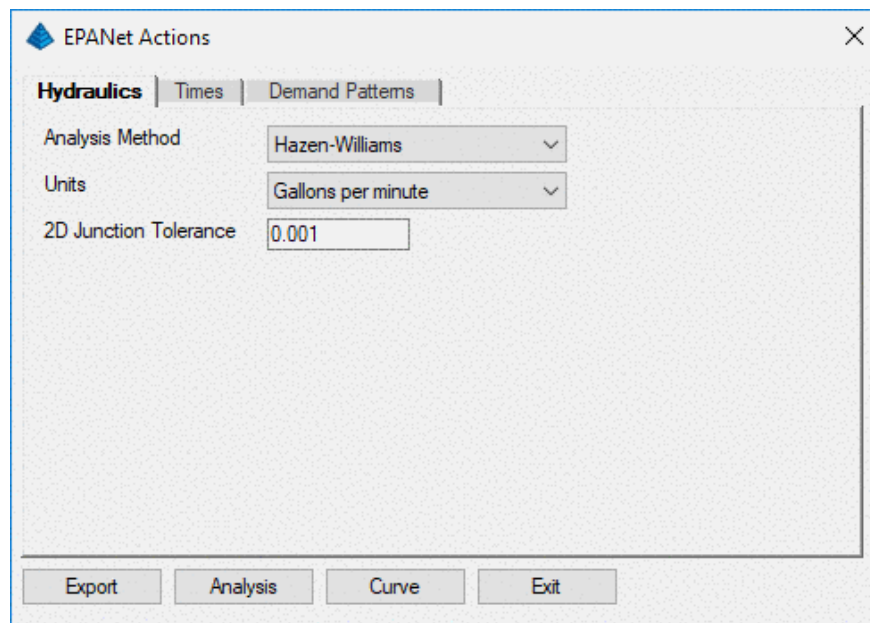 EPANet Actions
Hydraulics Times Demand Patterns
Analysis Method Hazen-Williams
Units Gallons per minute
2D Junction Tolerance 0.001
Export Analysis Curve Exit